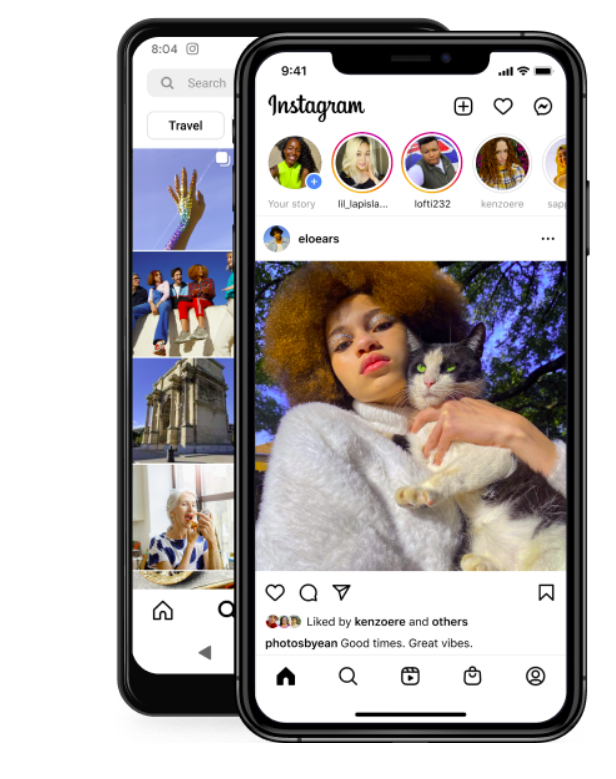 8:04
Search
Travel
9:41
Instagram
Your story
lil_lapisla...
lofti232
kenzoere
sapp
eloears
Liked by kenzoere and others
photosbyean Good times. Great vibes.